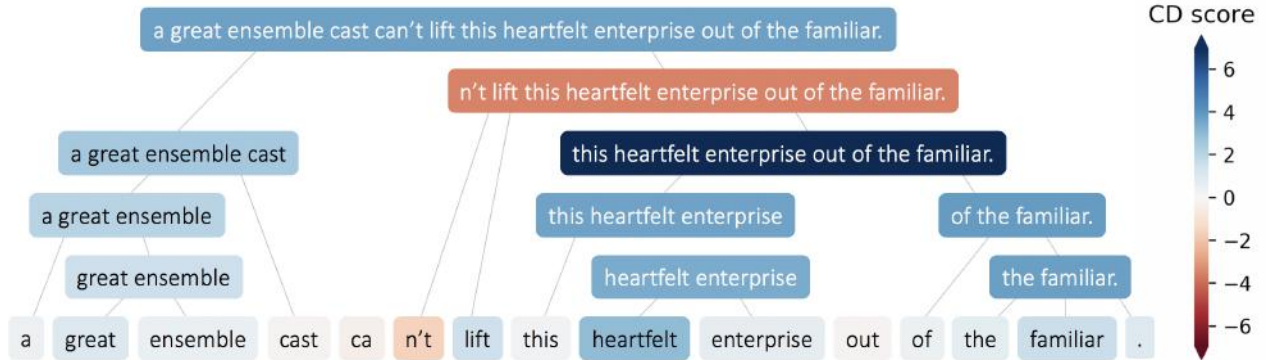 CD score
a great ensemble cast can't lift this heartfelt enterprise out of the familiar.
n't lift this heartfelt enterprise out of the familiar.
a great ensemble cast
this heartfelt enterprise out of the familiar.
a great ensemble
this heartfelt enterprise
of the familiar.
great ensemble
heartfelt enterprise
the familiar.
a great ensemble cast ca n't lift this heartfelt enterprise out of the familiar .
6
4
2
0
−2
−4
−6